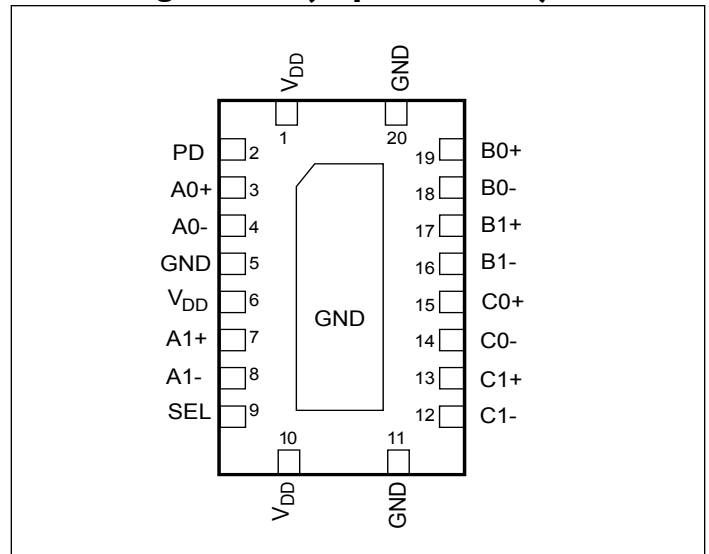 VDD
GND
1
20
PD 2
A0+ 3
A0- 4
GND 5
VDD 6
A1+ 7
A1- 8
SEL 9
GND
19 B0+
18 B0-
17 B1+
16 B1-
15 C0+
14 C0-
13 C1+
12 C1-
10
11
VDD
GND